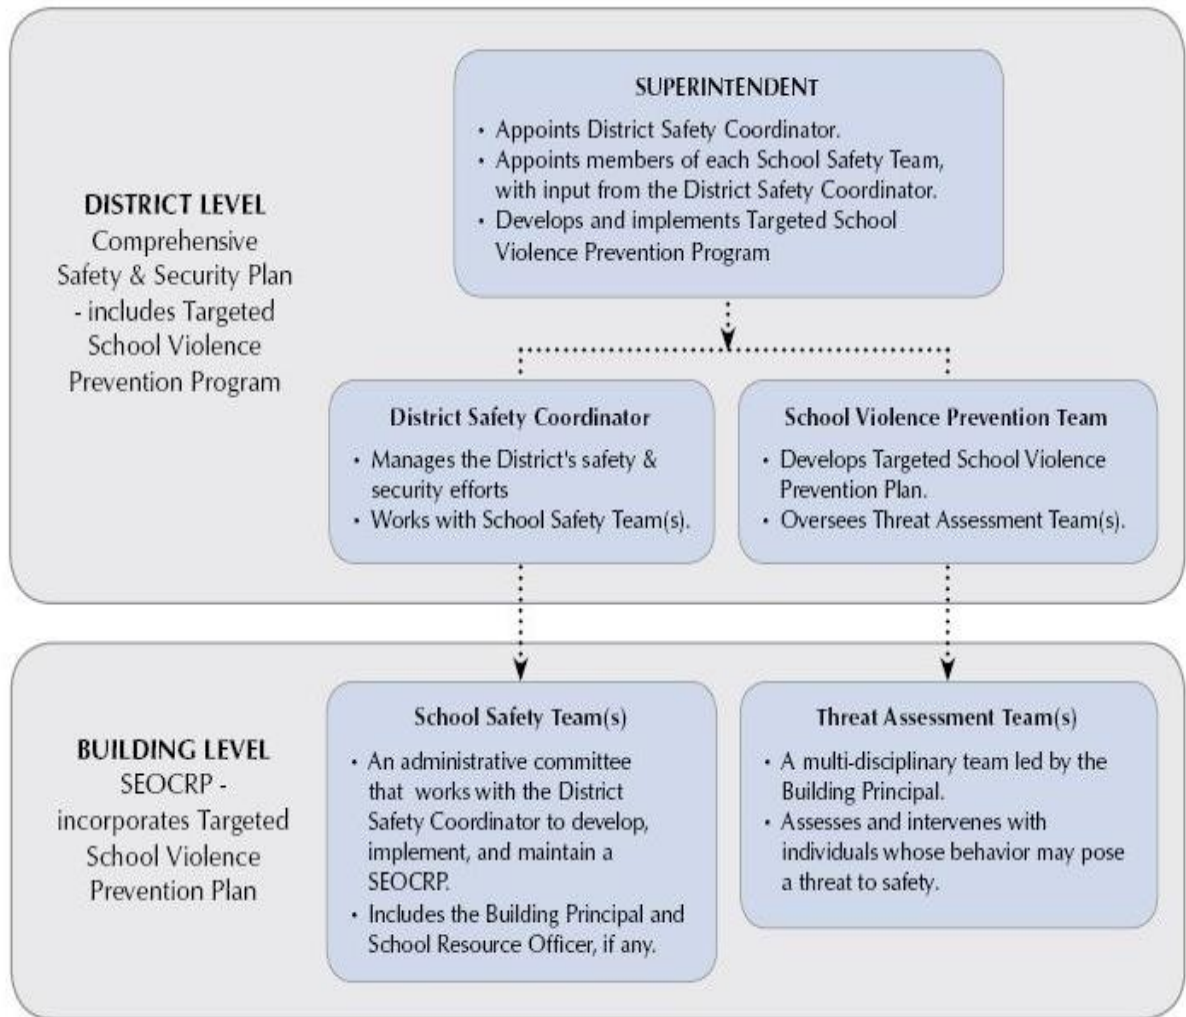 SUPERINTENDENT
• Appoints District Safety Coordinator.
• Appoints members of each School Safety Team,
with input from the District Safety Coordinator.
• Develops and implements Targeted School
Violence Prevention Program
DISTRICT LEVEL
Comprehensive
Safety & Security Plan
- includes Targeted
School Violence
Prevention Program
District Safety Coordinator
• Manages the District's safety &
security efforts
• Works with School Safety Team(s).
School Violence Prevention Team
• Develops Targeted School Violence
Prevention Plan.
• Oversees Threat Assessment Team(s).
BUILDING LEVEL
SEOCRP -
incorporates Targeted
School Violence
Prevention Plan
School Safety Team(s)
• An administrative committee
that works with the District
Safety Coordinator to develop,
implement, and maintain a
SEOCRP.
• Includes the Building Principal and
School Resource Officer, if any.
Threat Assessment Team(s)
• A multi-disciplinary team led by the
Building Principal.
• Assesses and intervenes with
individuals whose behavior may pose
a threat to safety.